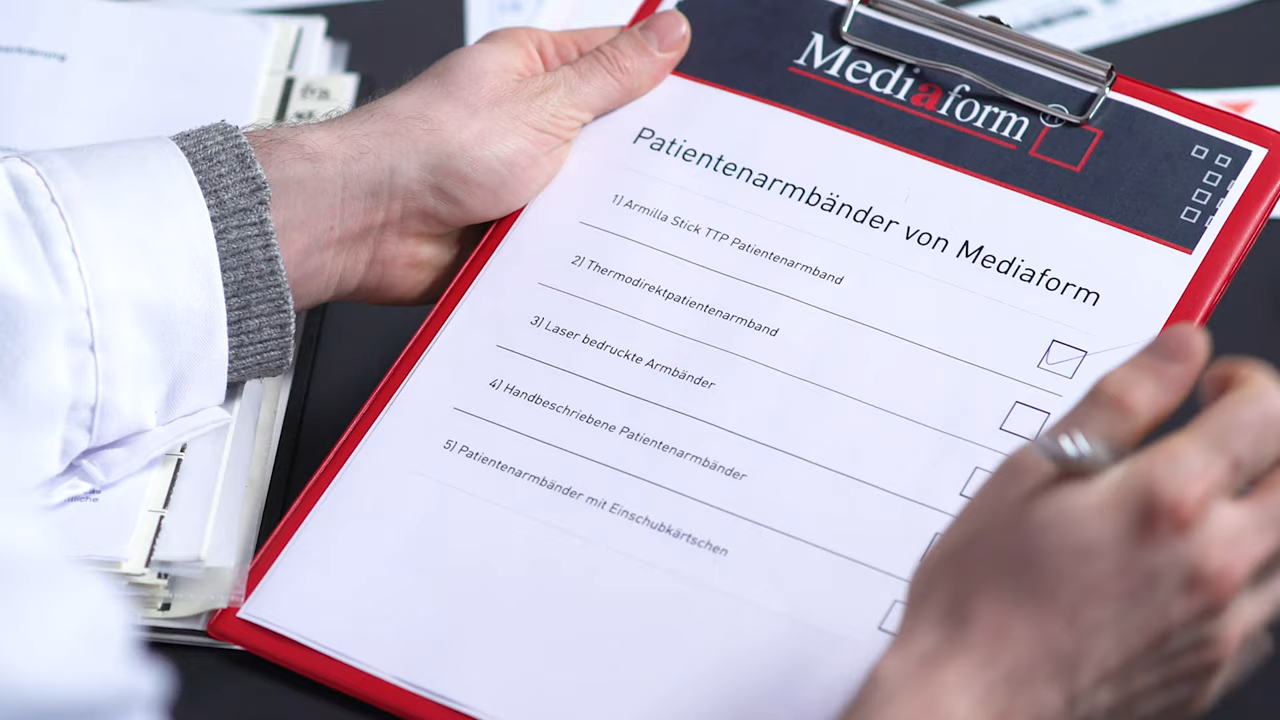 Mediaform®
Patientenarmbänder von Mediaform
1) Armilla Stick TTP Patientenarmband
2) Thermodirektpatientenarmband
3) Laser bedruckte Armbänder
4) Handbeschriebene Patientenarmbänder
5) Patientenarmbänder mit Einschubkärtschen